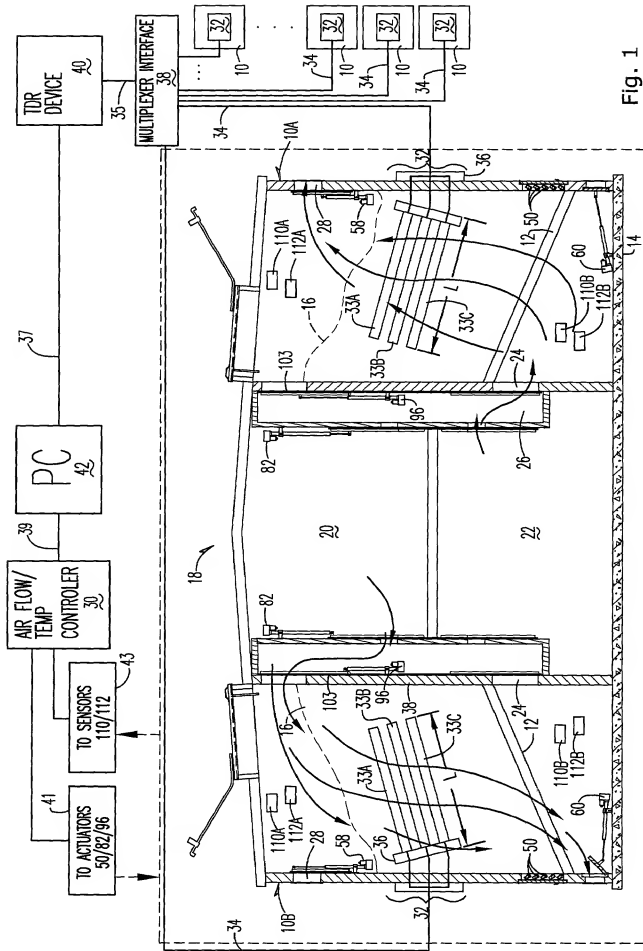 TO ACTUATORS
50/82/96
41
TO SENSORS
110/112
43
AIR FLOW/
TEMP
CONTROLER
30
39
PC
42
37
TDR
DEVICE
40
35
MULTIPLEXER INTERFACE
38
34
32
10
32
10
34
32
10
34
32
10
34
34
10B
28
58
110A
112A
16
36
33A
33B
33C
L
32
38
103
96
82
24
12
50
60
110B
112B
18
20
22
82
96
103
26
24
16
110A
112A
28
58
10A
33A
33B
33C
L
32
36
50
12
110B
112B
60
14
Fig. 1